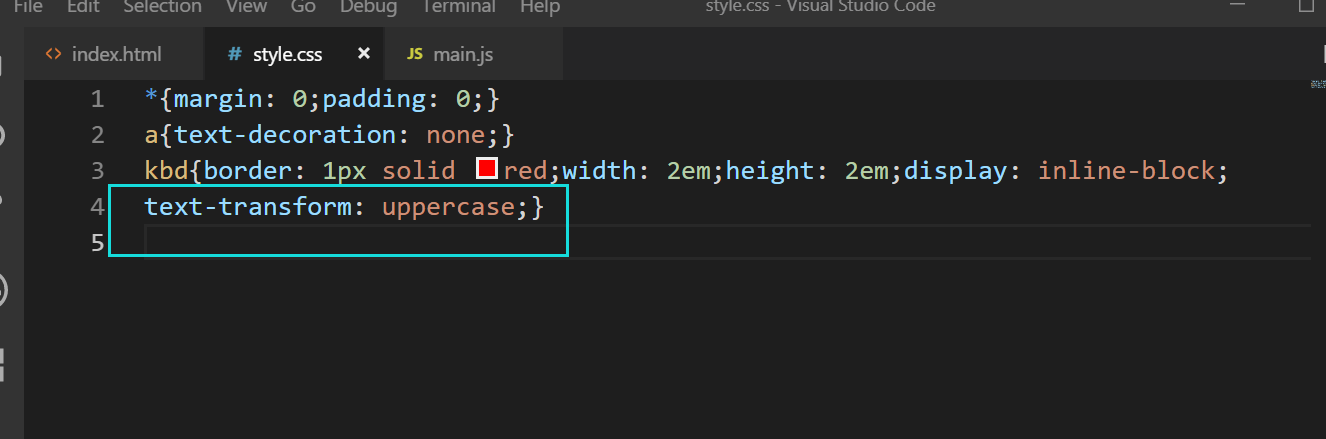 File Edit Selection View Go Debug Terminal Help style.css - Visual Studio Code
<> index.html # style.css × JS main.js
1 *{margin: 0;padding: 0;}
2 a{text-decoration: none;}
3 kbd{border: 1px solid red;width: 2em;height: 2em;display: inline-block;
4 text-transform: uppercase;}
5